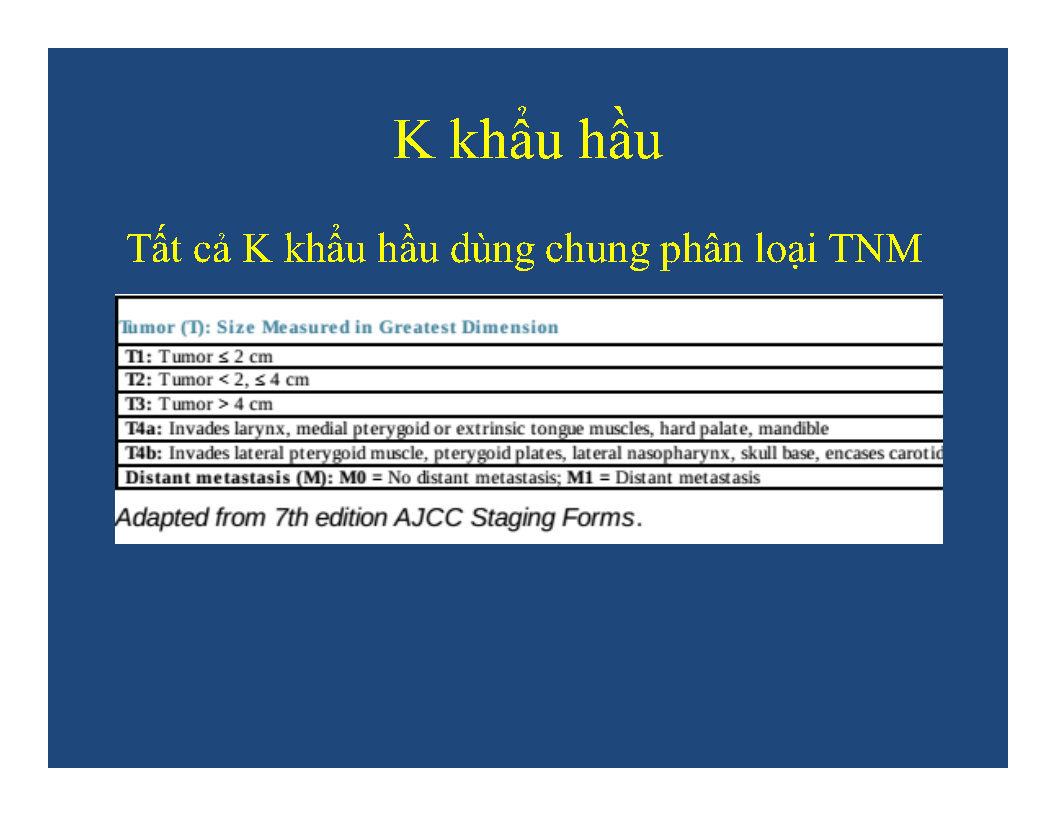 K khẩu hầu
Tất cả K khẩu hầu dùng chung phân loại TNM
Tumor (T): Size Measured in Greatest Dimension
T1: Tumor ≤ 2 cm
T2: Tumor < 2, ≤ 4 cm
T3: Tumor > 4 cm
T4a: Invades larynx, medial pterygoid or extrinsic tongue muscles, hard palate, mandible
T4b: Invades lateral pterygoid muscle, pterygoid plates, lateral nasopharynx, skull base, encases carotid
Distant metastasis (M): M0 = No distant metastasis; M1 = Distant metastasis
Adapted from 7th edition AJCC Staging Forms.